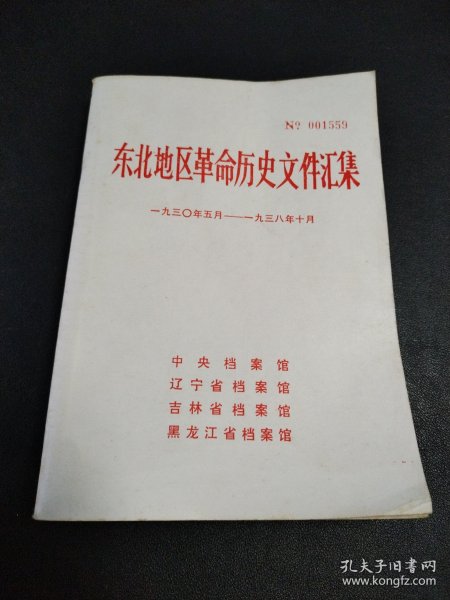 № 001559
东北地区革命历史文件汇集
一九三〇年五月——一九三八年十月
中央档案馆
辽宁省档案馆
吉林省档案馆
黑龙江省档案馆
孔夫子旧书网
www.kongfz.com